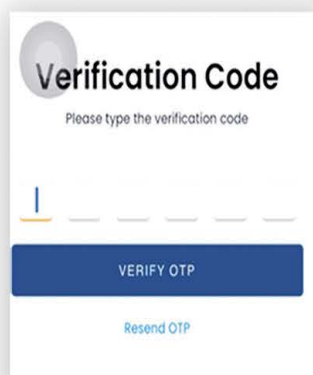 Verification Code
Please type the verification code
VERIFY OTP
Resend OTP